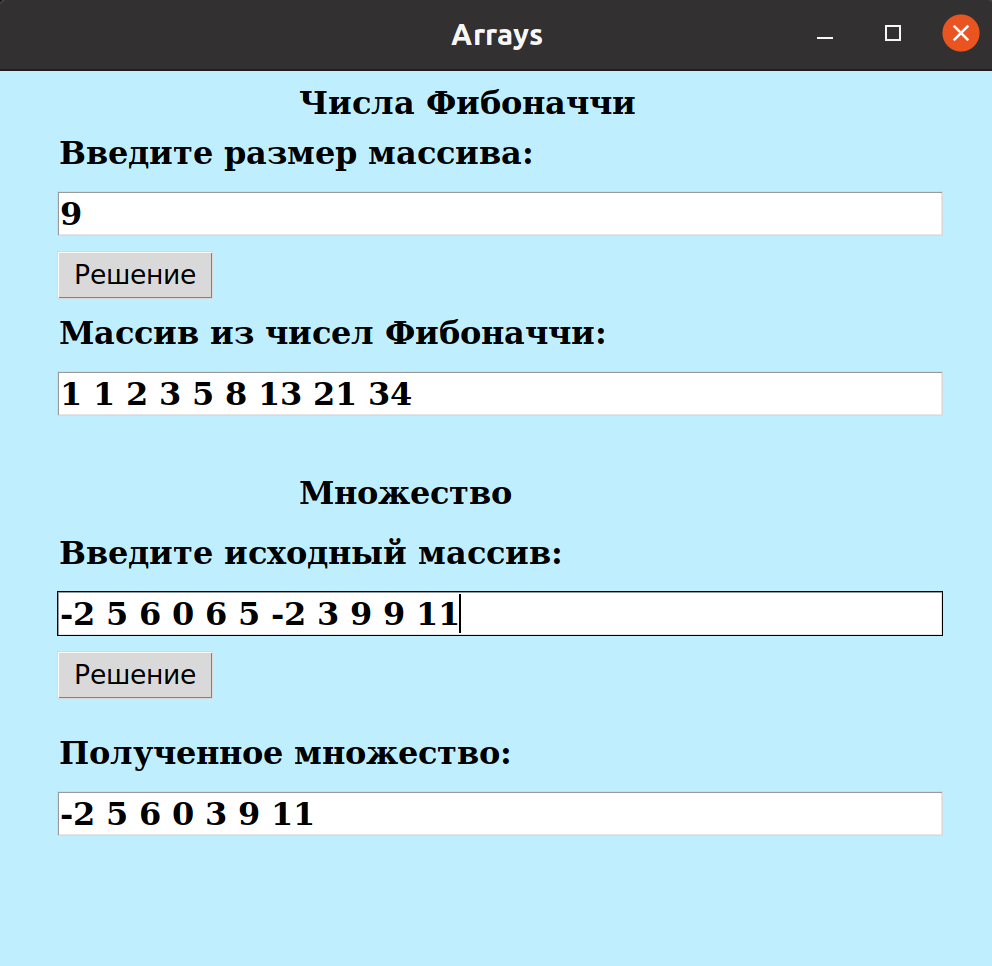 Arrays
Числа Фибоначчи
Введите размер массива:
9
Решение
Массив из чисел Фибоначчи:
1 1 2 3 5 8 13 21 34
Множество
Введите исходный массив:
-2 5 6 0 6 5 -2 3 9 9 11
Решение
Полученное множество:
-2 5 6 0 3 9 11